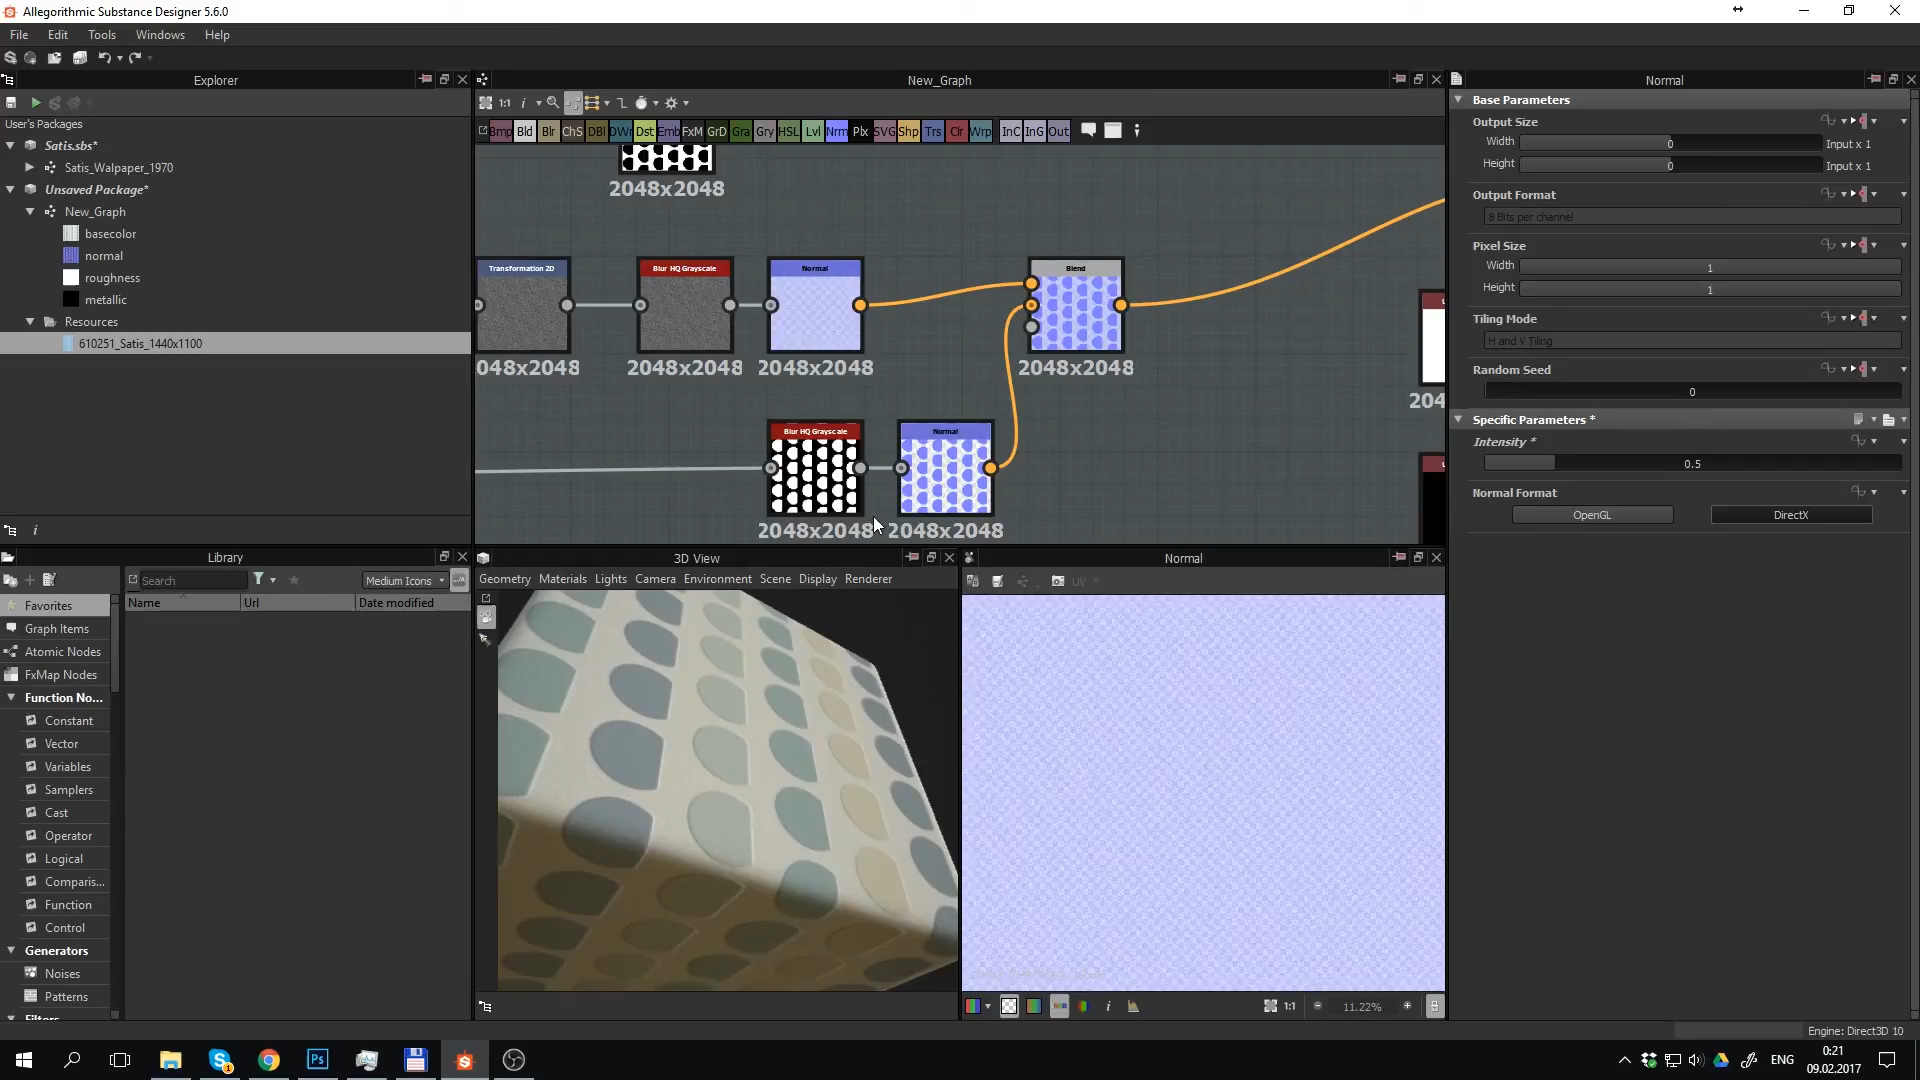 Allegorithmic Substance Designer 5.6.0
File Edit Tools Windows Help
Explorer
User's Packages
Satis.sbs*
Satis_Walpaper_1970
Unsaved Package*
New_Graph
basecolor
normal
roughness
metallic
Resources
610251_Satis_1440x1100
New_Graph
1:1
Bmp Bld Blr ChS DBl DWr Dst Emb FxM GrD Gra Gry HSL Lvl Nrm Plx SVG Shp Trs Clr Wrp InC InG Out
2048x2048
Transformation 2D Blur HQ Grayscale Normal Blend
048x2048 2048x2048 2048x2048 2048x2048
204
Blur HQ Grayscale Normal
2048x2048 2048x2048
Library
Search
Medium Icons
Name Url Date modified
Favorites
Graph Items
Atomic Nodes
FxMap Nodes
Function No...
Constant
Vector
Variables
Samplers
Cast
Operator
Logical
Comparis...
Function
Control
Generators
Noises
Patterns
Filters
3D View
Geometry Materials Lights Camera Environment Scene Display Renderer
Normal
UV
1:1 11.22%
Normal
Base Parameters
Output Size
Width 0 Input x 1
Height 0 Input x 1
Output Format
8 Bits per channel
Pixel Size
Width 1
Height 1
Tiling Mode
H and V Tiling
Random Seed
0
Specific Parameters *
Intensity *
0.5
Normal Format
OpenGL DirectX
Engine: Direct3D 10
ENG
0:21
09.02.2017